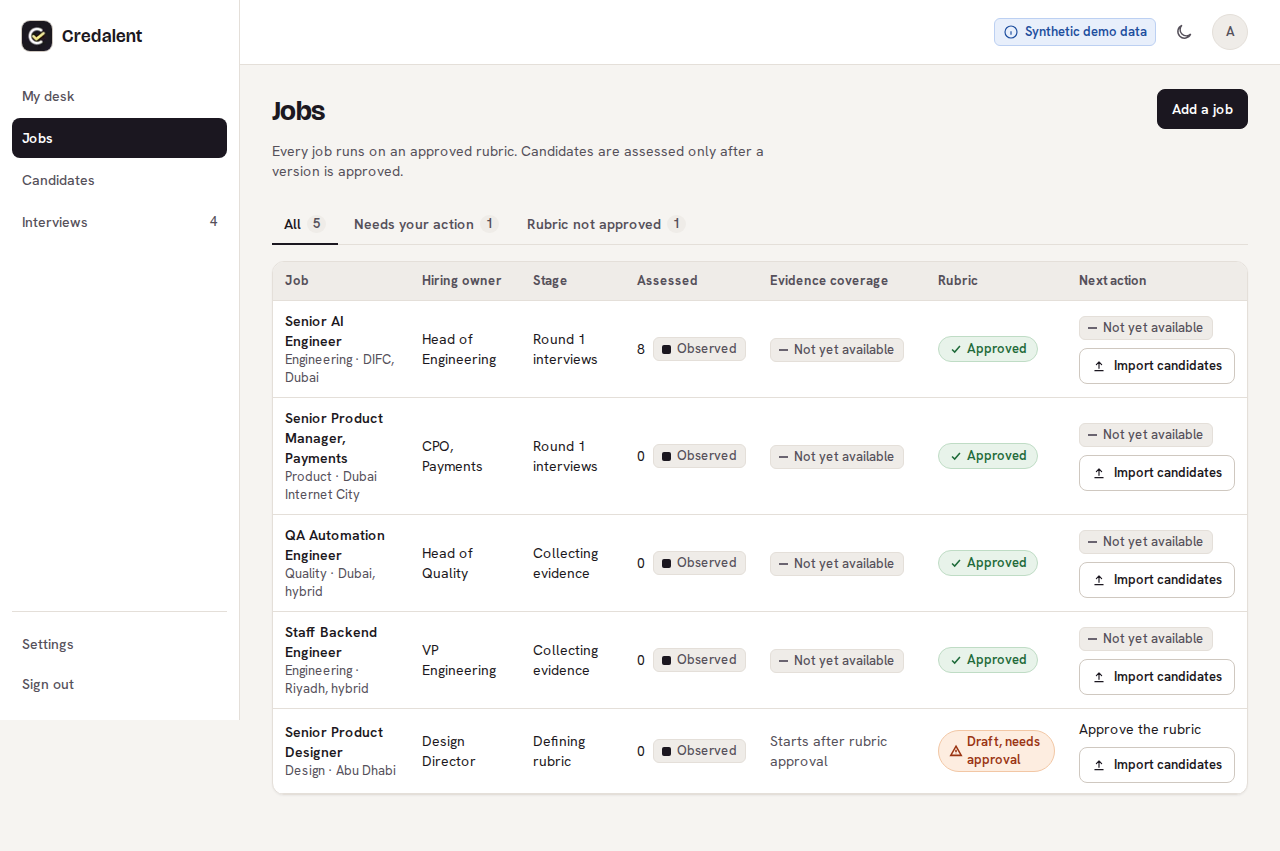 Credalent
Synthetic demo data
A
My desk
Jobs
Candidates
Interviews 4
Settings
Sign out
Jobs
Add a job
Every job runs on an approved rubric. Candidates are assessed only after a
version is approved.
All 5 Needs your action 1 Rubric not approved 1
Job Hiring owner Stage Assessed Evidence coverage Rubric Next action
Senior AI
Engineer
Engineering · DIFC,
Dubai
Head of
Engineering
Round 1
interviews
8 Observed
Not yet available
Approved
Not yet available
Import candidates
Senior Product
Manager,
Payments
Product · Dubai
Internet City
CPO,
Payments
Round 1
interviews
0 Observed
Not yet available
Approved
Not yet available
Import candidates
QA Automation
Engineer
Quality · Dubai,
hybrid
Head of
Quality
Collecting
evidence
0 Observed
Not yet available
Approved
Not yet available
Import candidates
Staff Backend
Engineer
Engineering ·
Riyadh, hybrid
VP
Engineering
Collecting
evidence
0 Observed
Not yet available
Approved
Not yet available
Import candidates
Senior Product
Designer
Design · Abu Dhabi
Design
Director
Defining
rubric
0 Observed
Starts after rubric
approval
Draft, needs
approval
Approve the rubric
Import candidates